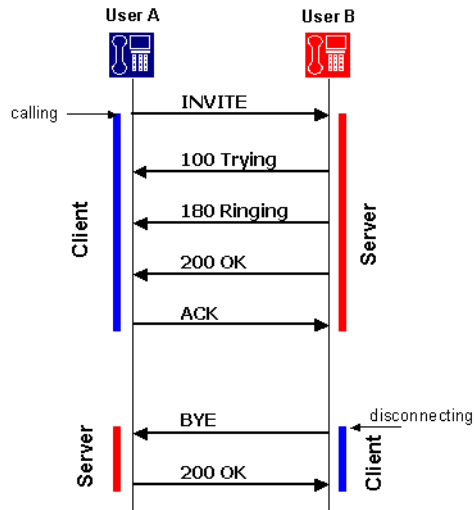 User A
User B
calling
INVITE
100 Trying
180 Ringing
Client
Server
200 OK
ACK
disconnecting
BYE
Server
Client
200 OK